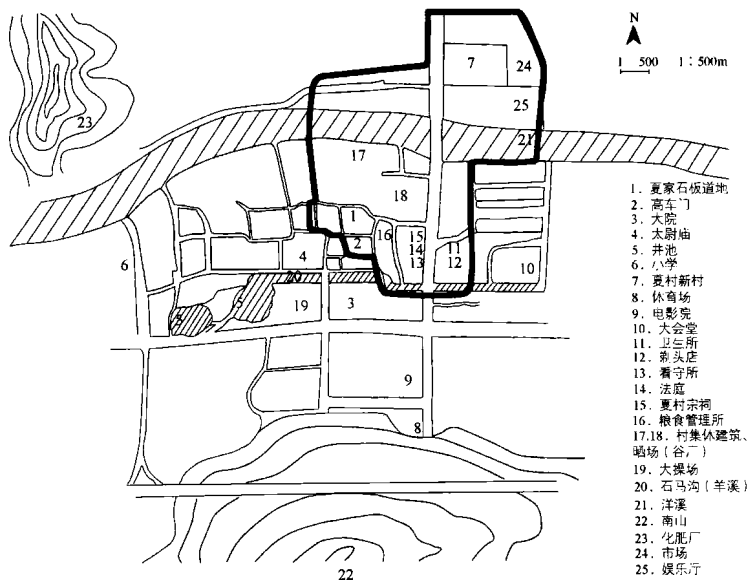 N
1 500 1:500m
7
24
25
23
21
17
18
1
2
16
15
14
13
11
12
4
6
10
20
5
5
19
3
9
8
22
1. 夏家石板道地
2. 高车门
3. 大院
4. 太尉庙
5. 井池
6. 小学
7. 夏村新村
8. 体育场
9. 电影院
10. 大会堂
11. 卫生所
12. 剃头店
13. 看守所
14. 法庭
15. 夏村宗祠
16. 粮食管理所
17.18. 村集体建筑、
晒场(谷厂)
19. 大操场
20. 石马沟(羊溪)
21. 洋溪
22. 南山
23. 化肥厂
24. 市场
25. 娱乐厅